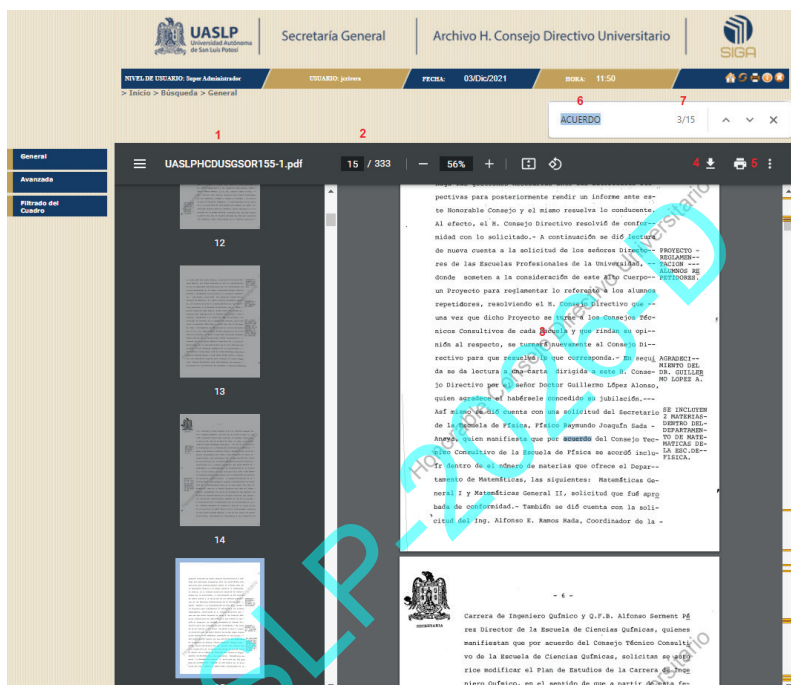 UASLP
Universidad Autónoma
de San Luis Potosí
Secretaría General
Archivo H. Consejo Directivo Universitario
SIGA
NIVEL DE USUARIO: Super Administrador
USUARIO: jorivera
FECHA: 03/Dic/2021
HORA: 11:50
> Inicio > Búsqueda > General
6
7
ACUERDO
3/15
1
2
General
Avanzada
Filtrado del
Cuadro
UASLPHCDUSGSOR155-1.pdf
15 / 333
56%
4
5
12
13
14
pectivas para posteriormente rendir un informe ante es-
te Honorable Consejo y el mismo resuelva lo conducente.
Al efecto, el H. Consejo Directivo resolvió de confor--
midad con lo solicitado.- A continuación se dió lectura
de nueva cuenta a la solicitud de los señores Directo--
res de las Escuelas Profesionales de la Universidad, --
donde someten a la consideración de este Alto Cuerpo--
un Proyecto para reglamentar lo referente a los alumnos
repetidores, resolviendo el H. Consejo Directivo que --
una vez que dicho Proyecto se turne a los Consejos Téc-
nicos Consultivos de cada Escuela y que rindan su opi--
nión al respecto, se turnará nuevamente al Consejo Di--
rectivo para que resuelva lo que corresponda.- En segui
da se da lectura a una carta dirigida a este H. Conse-
jo Directivo por el señor Doctor Guillermo López Alonso,
quien agradece el habérsele concedido su jubilación.---
Así mismo se dió cuenta con una solicitud del Secretario
de la Escuela de Física, Físico Raymundo Joaquín Sada -
Anaya, quien manifiesta que por acuerdo del Consejo Tec-
nico Consultivo de la Escuela de Física se acordó inclu-
ír dentro de el número de materias que ofrece el Depar--
tamento de Matemáticas, las siguientes: Matemáticas Ge-
neral I y Matemáticas General II, solicitud que fué apro
bada de conformidad.- También se dió cuenta con la soli-
citud del Ing. Alfonso E. Ramos Rada, Coordinador de la -
PROYECTO -
REGLAMEN--
TACION ---
ALUMNOS RE
PETIDORES.
AGRADECI--
MIENTO DEL
DR. GUILLER
MO LOPEZ A.
SE INCLUYEN
2 MATERIAS-
DENTRO DEL-
DEPARTAMEN-
TO DE MATE-
MATICAS DE-
LA ESC.DE--
FISICA.
3
Honorable Consejo Directivo Universitario
SLP-2025-D
- 6 -
SECRETARIA
Carrera de Ingeniero Químico y Q.F.B. Alfonso Serment Pé
res Director de la Escuela de Ciencias Químicas, quienes
manifiestan que por acuerdo del Consejo Técnico Consulti
vo de la Escuela de Ciencias Químicas, solicitan se auto
rice modificar el Plan de Estudios de la Carrera de Inge
niero Químico, en el sentido de que a partir de esta fe-